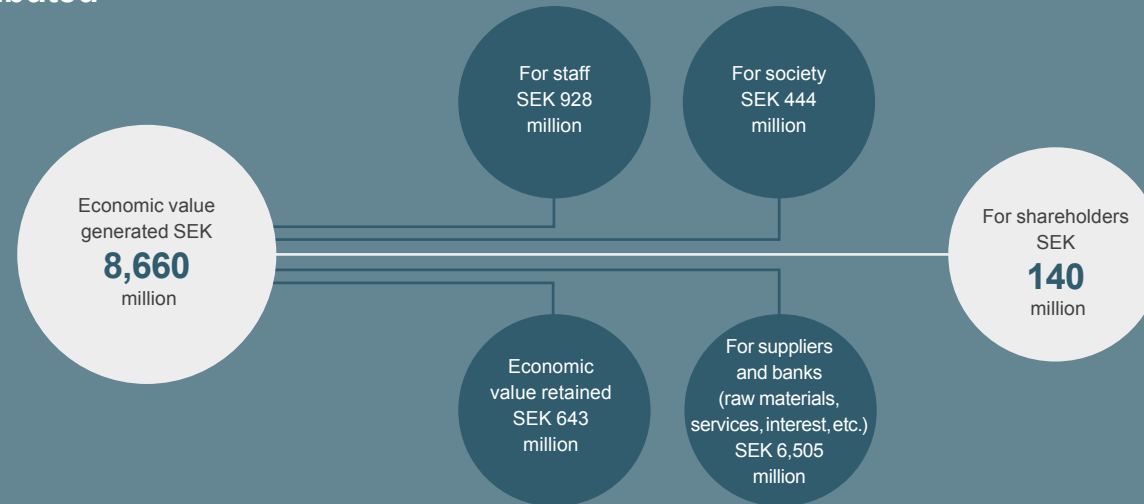 For staff
SEK 928
million
For society
SEK 444
million
Economic value
generated SEK
8,660
million
For shareholders
SEK
140
million
Economic
value retained
SEK 643
million
For suppliers
and banks
(raw materials,
services, interest, etc.)
SEK 6,505
million